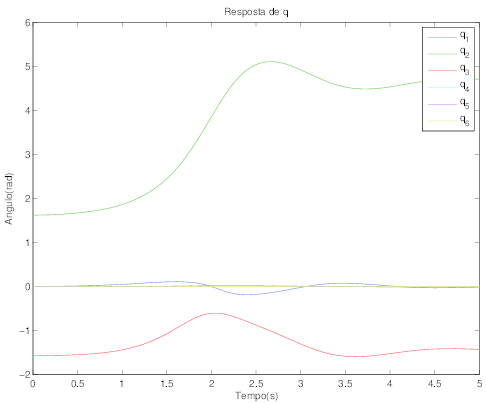 Resposta de q
6
5
4
3
2
1
0
−1
−2
Angulo(rad)
0 0.5 1 1.5 2 2.5 3 3.5 4 4.5 5
Tempo(s)
q1
q2
q3
q4
q5
q6